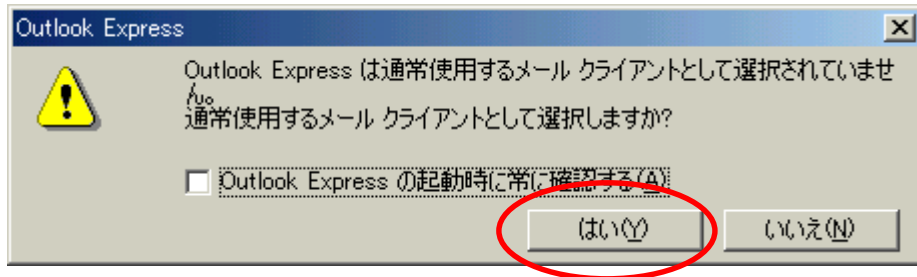 Outlook Express
Outlook Express は通常使用するメール クライアントとして選択されていませ
ん。
通常使用するメール クライアントとして選択しますか?
Outlook Express の起動時に常に確認する(A)
はい(Y)
いいえ(N)